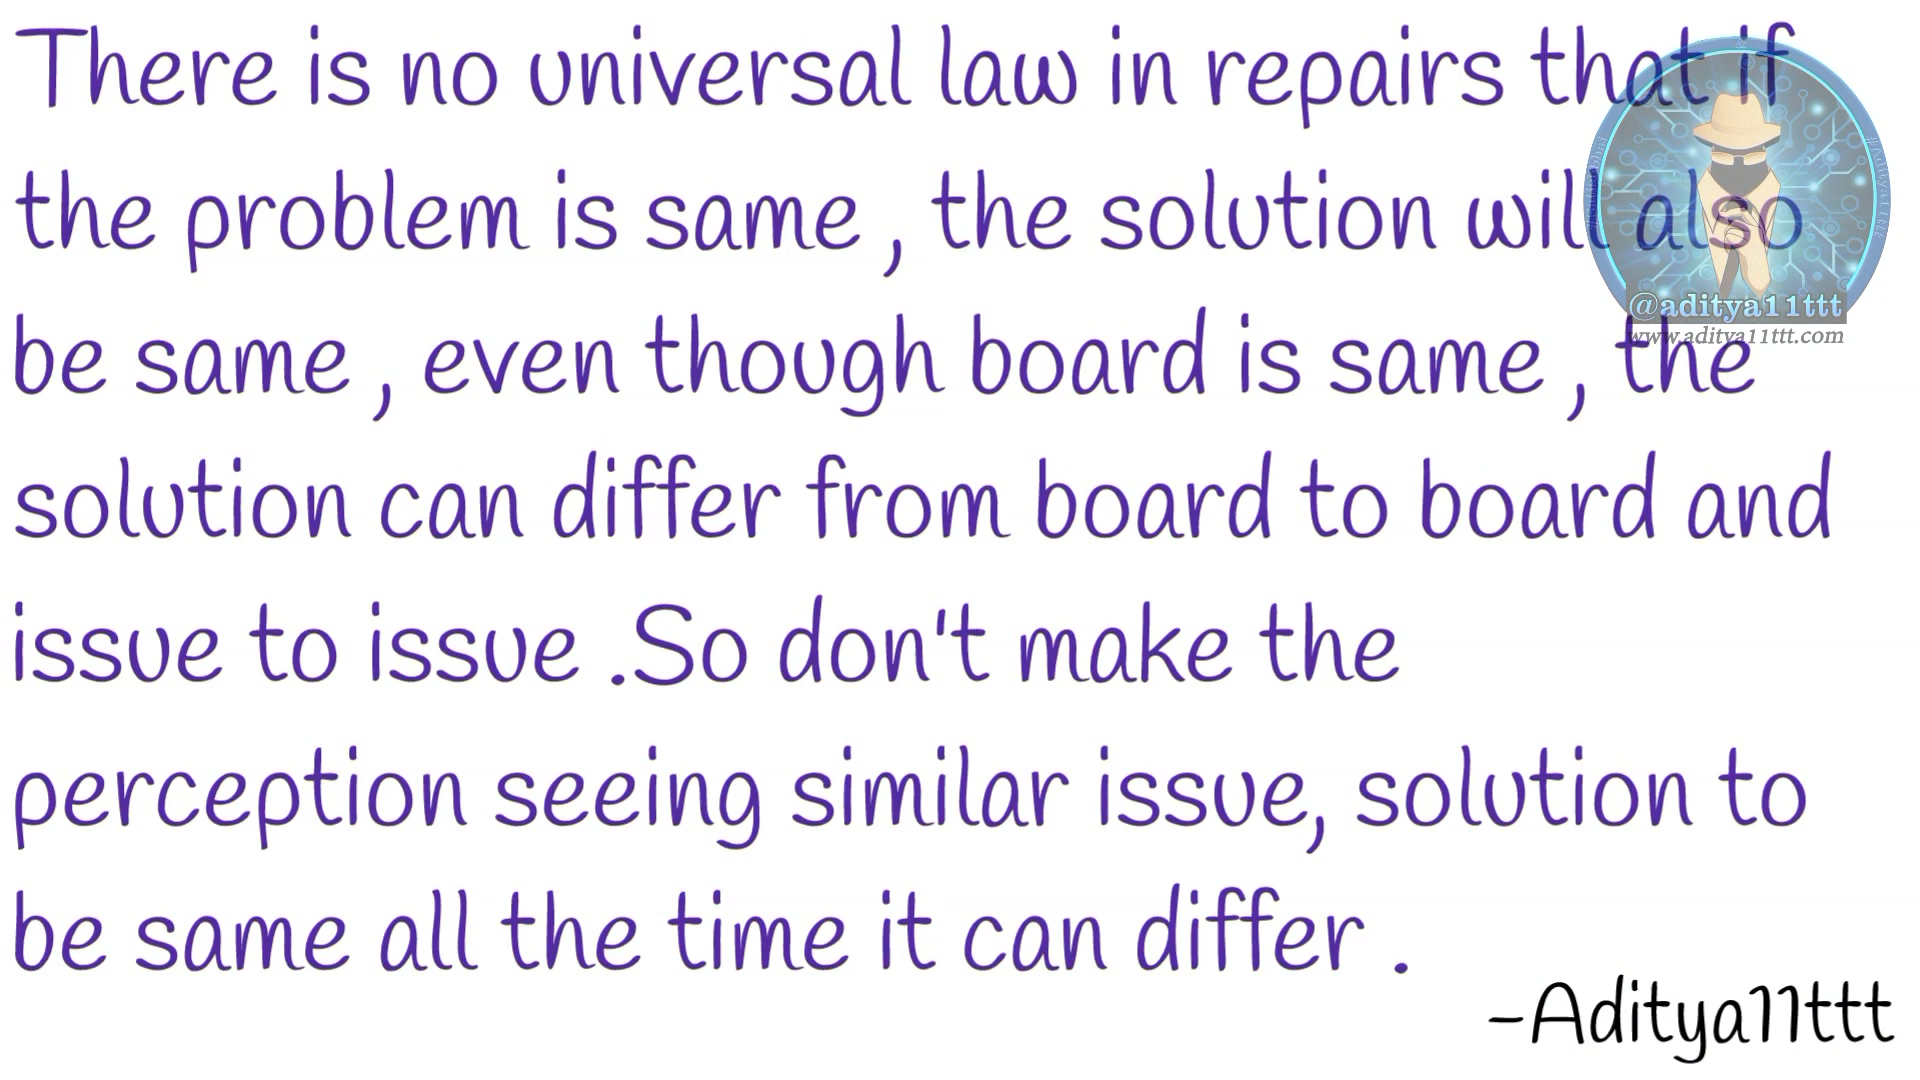 There is no universal law in repairs that if
the problem is same , the solution will also
be same , even though board is same , the
solution can differ from board to board and
issue to issue .So don't make the
perception seeing similar issue, solution to
be same all the time it can differ .
-Aditya11ttt
@aditya11ttt
www.aditya11ttt.com